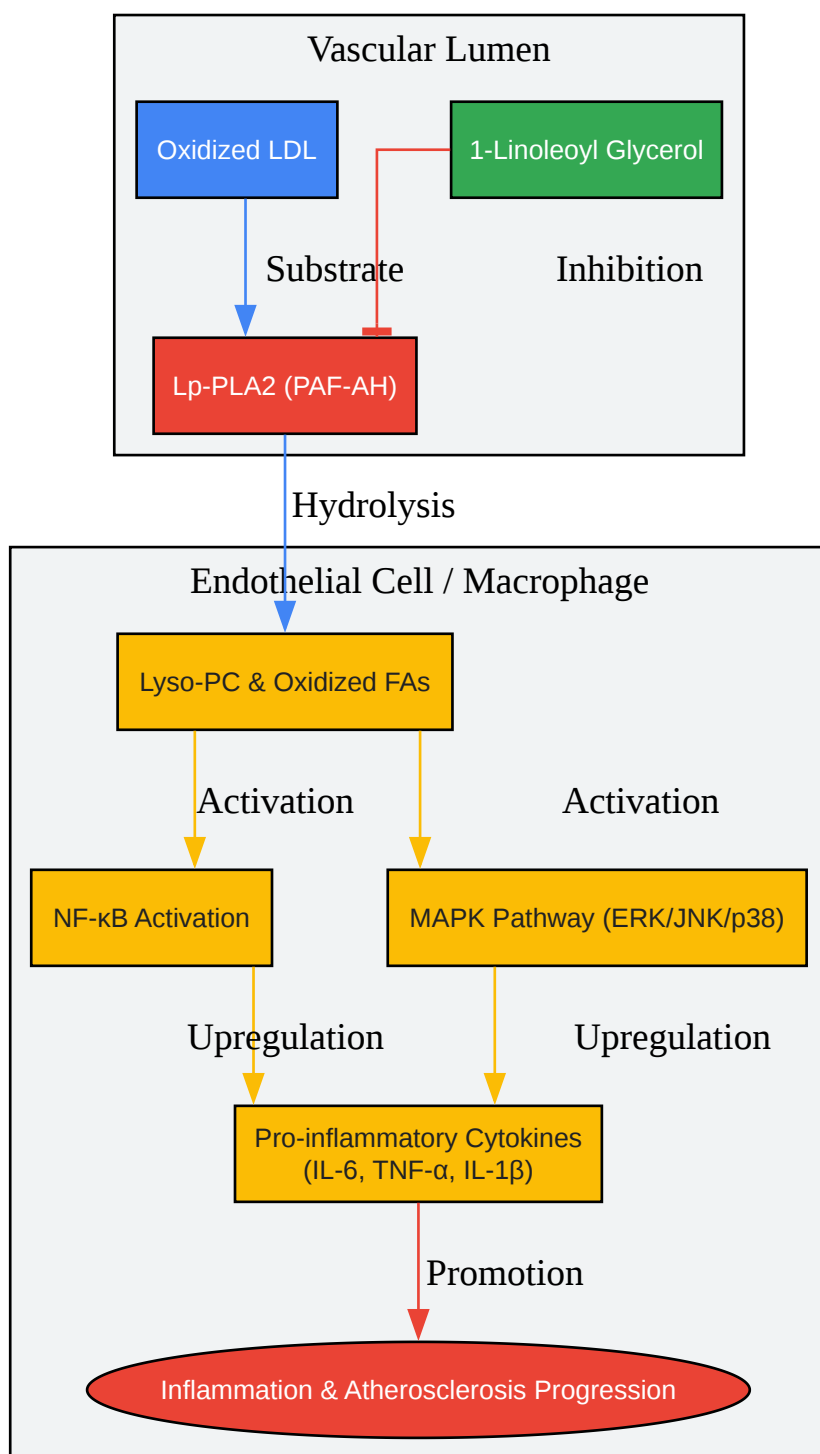 Vascular Lumen
Oxidized LDL
1-Linoleoyl Glycerol
Substrate
Inhibition
Lp-PLA2 (PAF-AH)
Hydrolysis
Endothelial Cell / Macrophage
Lyso-PC & Oxidized FAs
Activation
Activation
NF-κB Activation
MAPK Pathway (ERK/JNK/p38)
Upregulation
Upregulation
Pro-inflammatory Cytokines
(IL-6, TNF-α, IL-1β)
Promotion
Inflammation & Atherosclerosis Progression